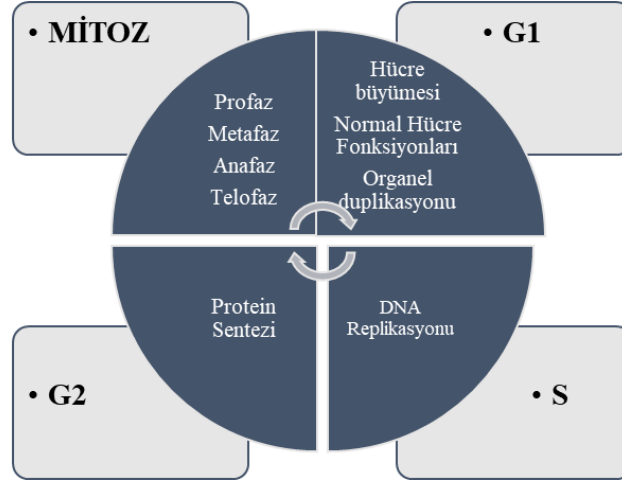 • MİTOZ
• G1
Profaz
Metafaz
Anafaz
Telofaz
Hücre
büyümesi
Normal Hücre
Fonksiyonları
Organel
duplikasyonu
Protein
Sentezi
DNA
Replikasyonu
• G2
• S